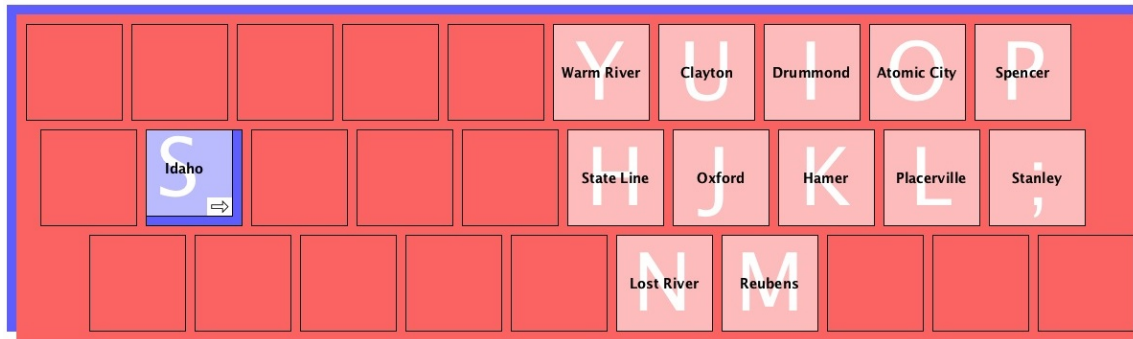 Y U I O P
Warm River Clayton Drummond Atomic City Spencer
S H J K L ;
Idaho State Line Oxford Hamer Placerville Stanley
N M
Lost River Reubens